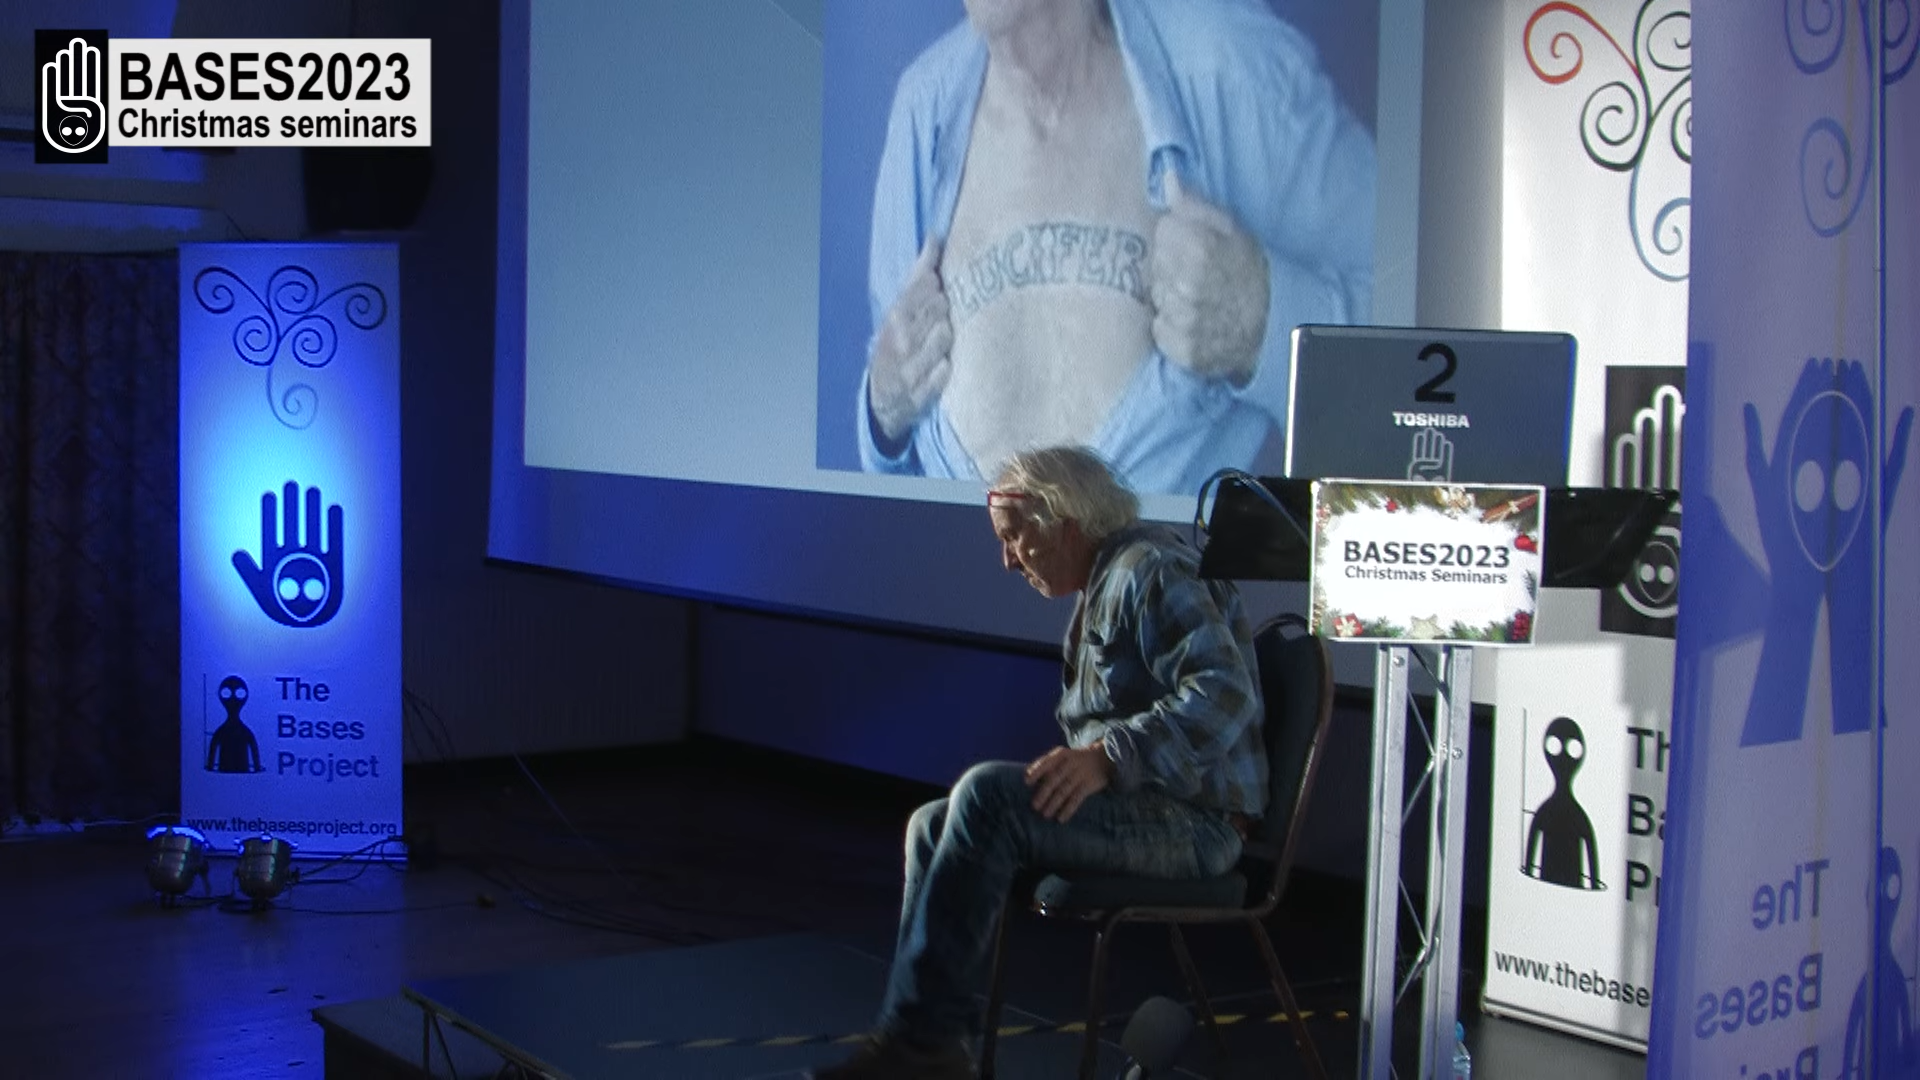 BASES2023
Christmas seminars
LUCIFER
2
TOSHIBA
BASES2023
Christmas Seminars
The
Bases
Project
www.thebasesproject.org
www.thebase
The
Bases